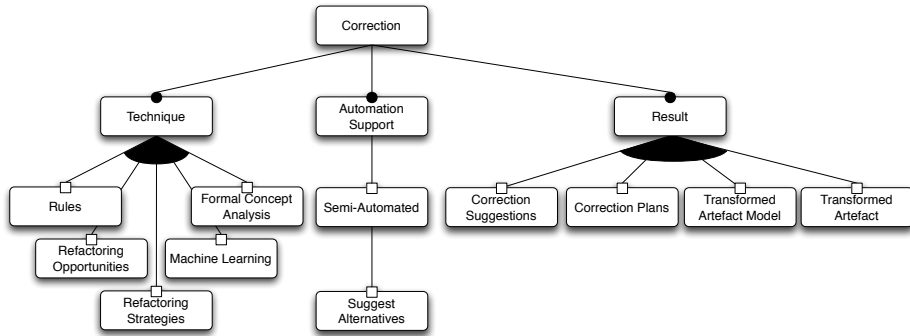 Correction
Technique
Automation
Support
Result
Rules
Formal Concept
Analysis
Semi-Automated
Correction
Suggestions
Correction Plans
Transformed
Artefact Model
Transformed
Artefact
Refactoring
Opportunities
Machine Learning
Refactoring
Strategies
Suggest
Alternatives